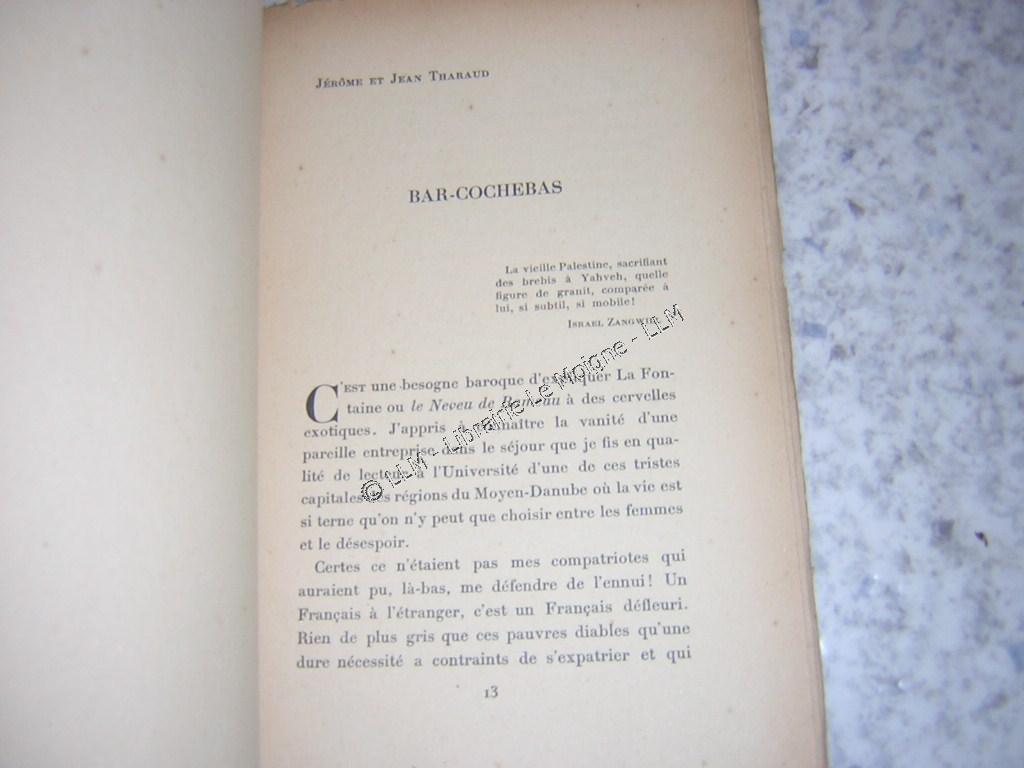 JÉRÔME ET JEAN THARAUD
BAR-COCHEBAS
La vieille Palestine, sacrifiant
des brebis à Yahveh, quelle
figure de granit, comparée à
lui, si subtil, si mobile!
ISRAEL ZANGWILL
C'EST une besogne baroque d'expliquer La Fon-
taine ou le Neveu de Rameau à des cervelles
exotiques. J'appris à connaître la vanité d'une
pareille entreprise dans le séjour que je fis en qua-
lité de lecteur à l'Université d'une de ces tristes
capitales des régions du Moyen-Danube où la vie est
si terne qu'on n'y peut que choisir entre les femmes
et le désespoir.
Certes ce n'étaient pas mes compatriotes qui
auraient pu, là-bas, me défendre de l'ennui! Un
Français à l'étranger, c'est un Français défleuri.
Rien de plus gris que ces pauvres diables qu'une
dure nécessité a contraints de s'expatrier et qui
13
© LLM - Librairie Le Moigne - LLM